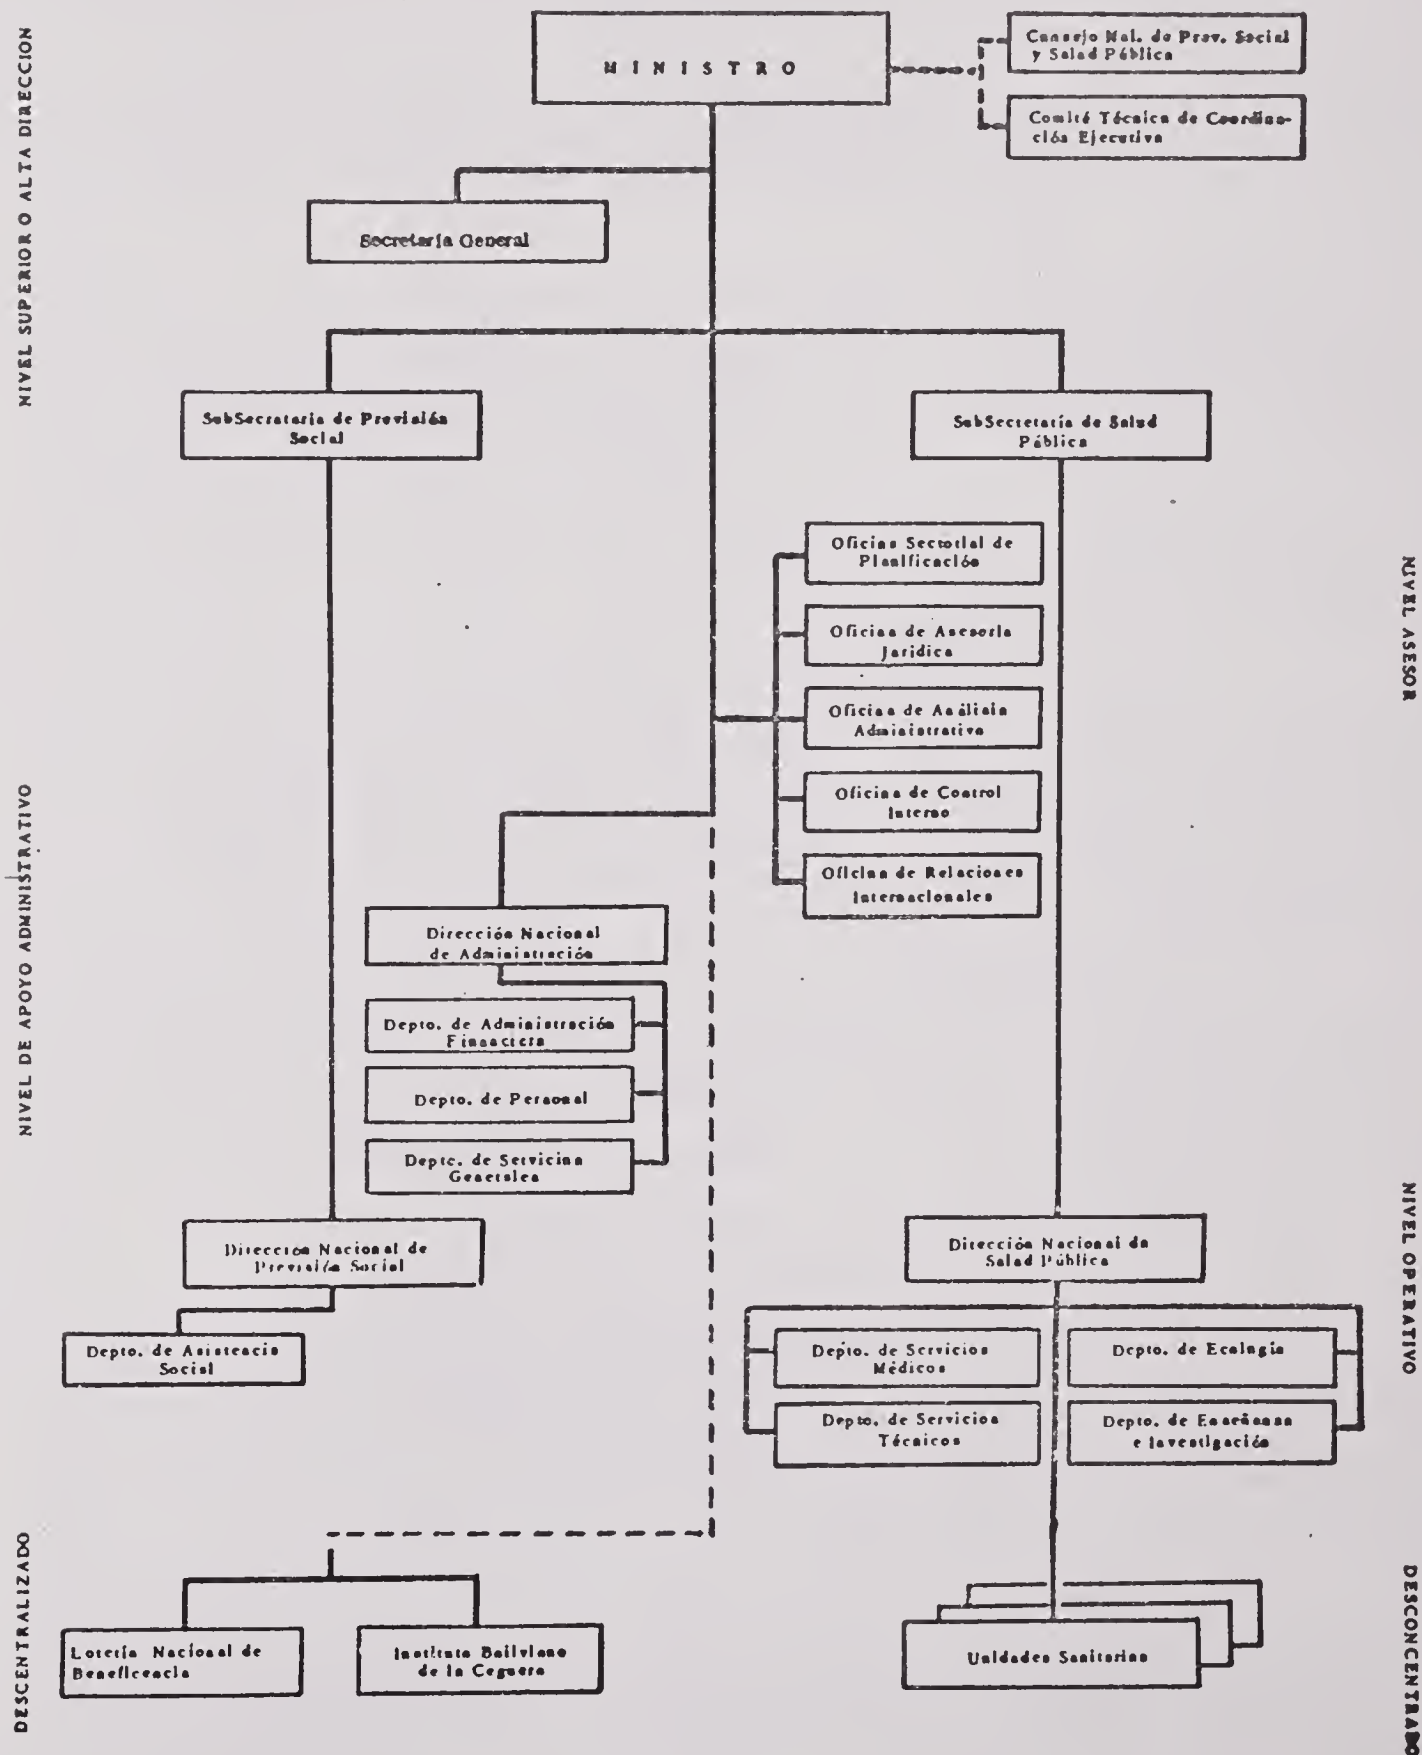 NIVEL SUPERIOR O ALTA DIRECCION
MINISTRO
Consejo Nal. de Prev. Social
y Salud Pública
Comité Técnica de Coordina-
ción Ejecutiva
Secretaría General
SubSecretaria de Previsión
Social
SubSecretaría de Salud
Pública
NIVEL ASESOR
Oficina Sectorial de
Planificación
Oficina de Asesoría
Jurídica
Oficina de Análisis
Administrativo
Oficina de Control
Interno
Oficina de Relaciones
Internacionales
NIVEL DE APOYO ADMINISTRATIVO
Dirección Nacional
de Administración
Depto. de Administración
Financiera
Depto. de Personal
Depto. de Servicios
Generales
NIVEL OPERATIVO
Dirección Nacional de
Previsión Social
Depto. de Asistencia
Social
Dirección Nacional de
Salud Pública
Depto. de Servicios
Médicos
Depto. de Ecología
Depto. de Servicios
Técnicos
Depto. de Enseñanza
e Investigación
DESCENTRALIZADO
Lotería Nacional de
Beneficencia
Instituto Boliviano
de la Ceguera
DESCONCENTRADO
Unidades Sanitarias